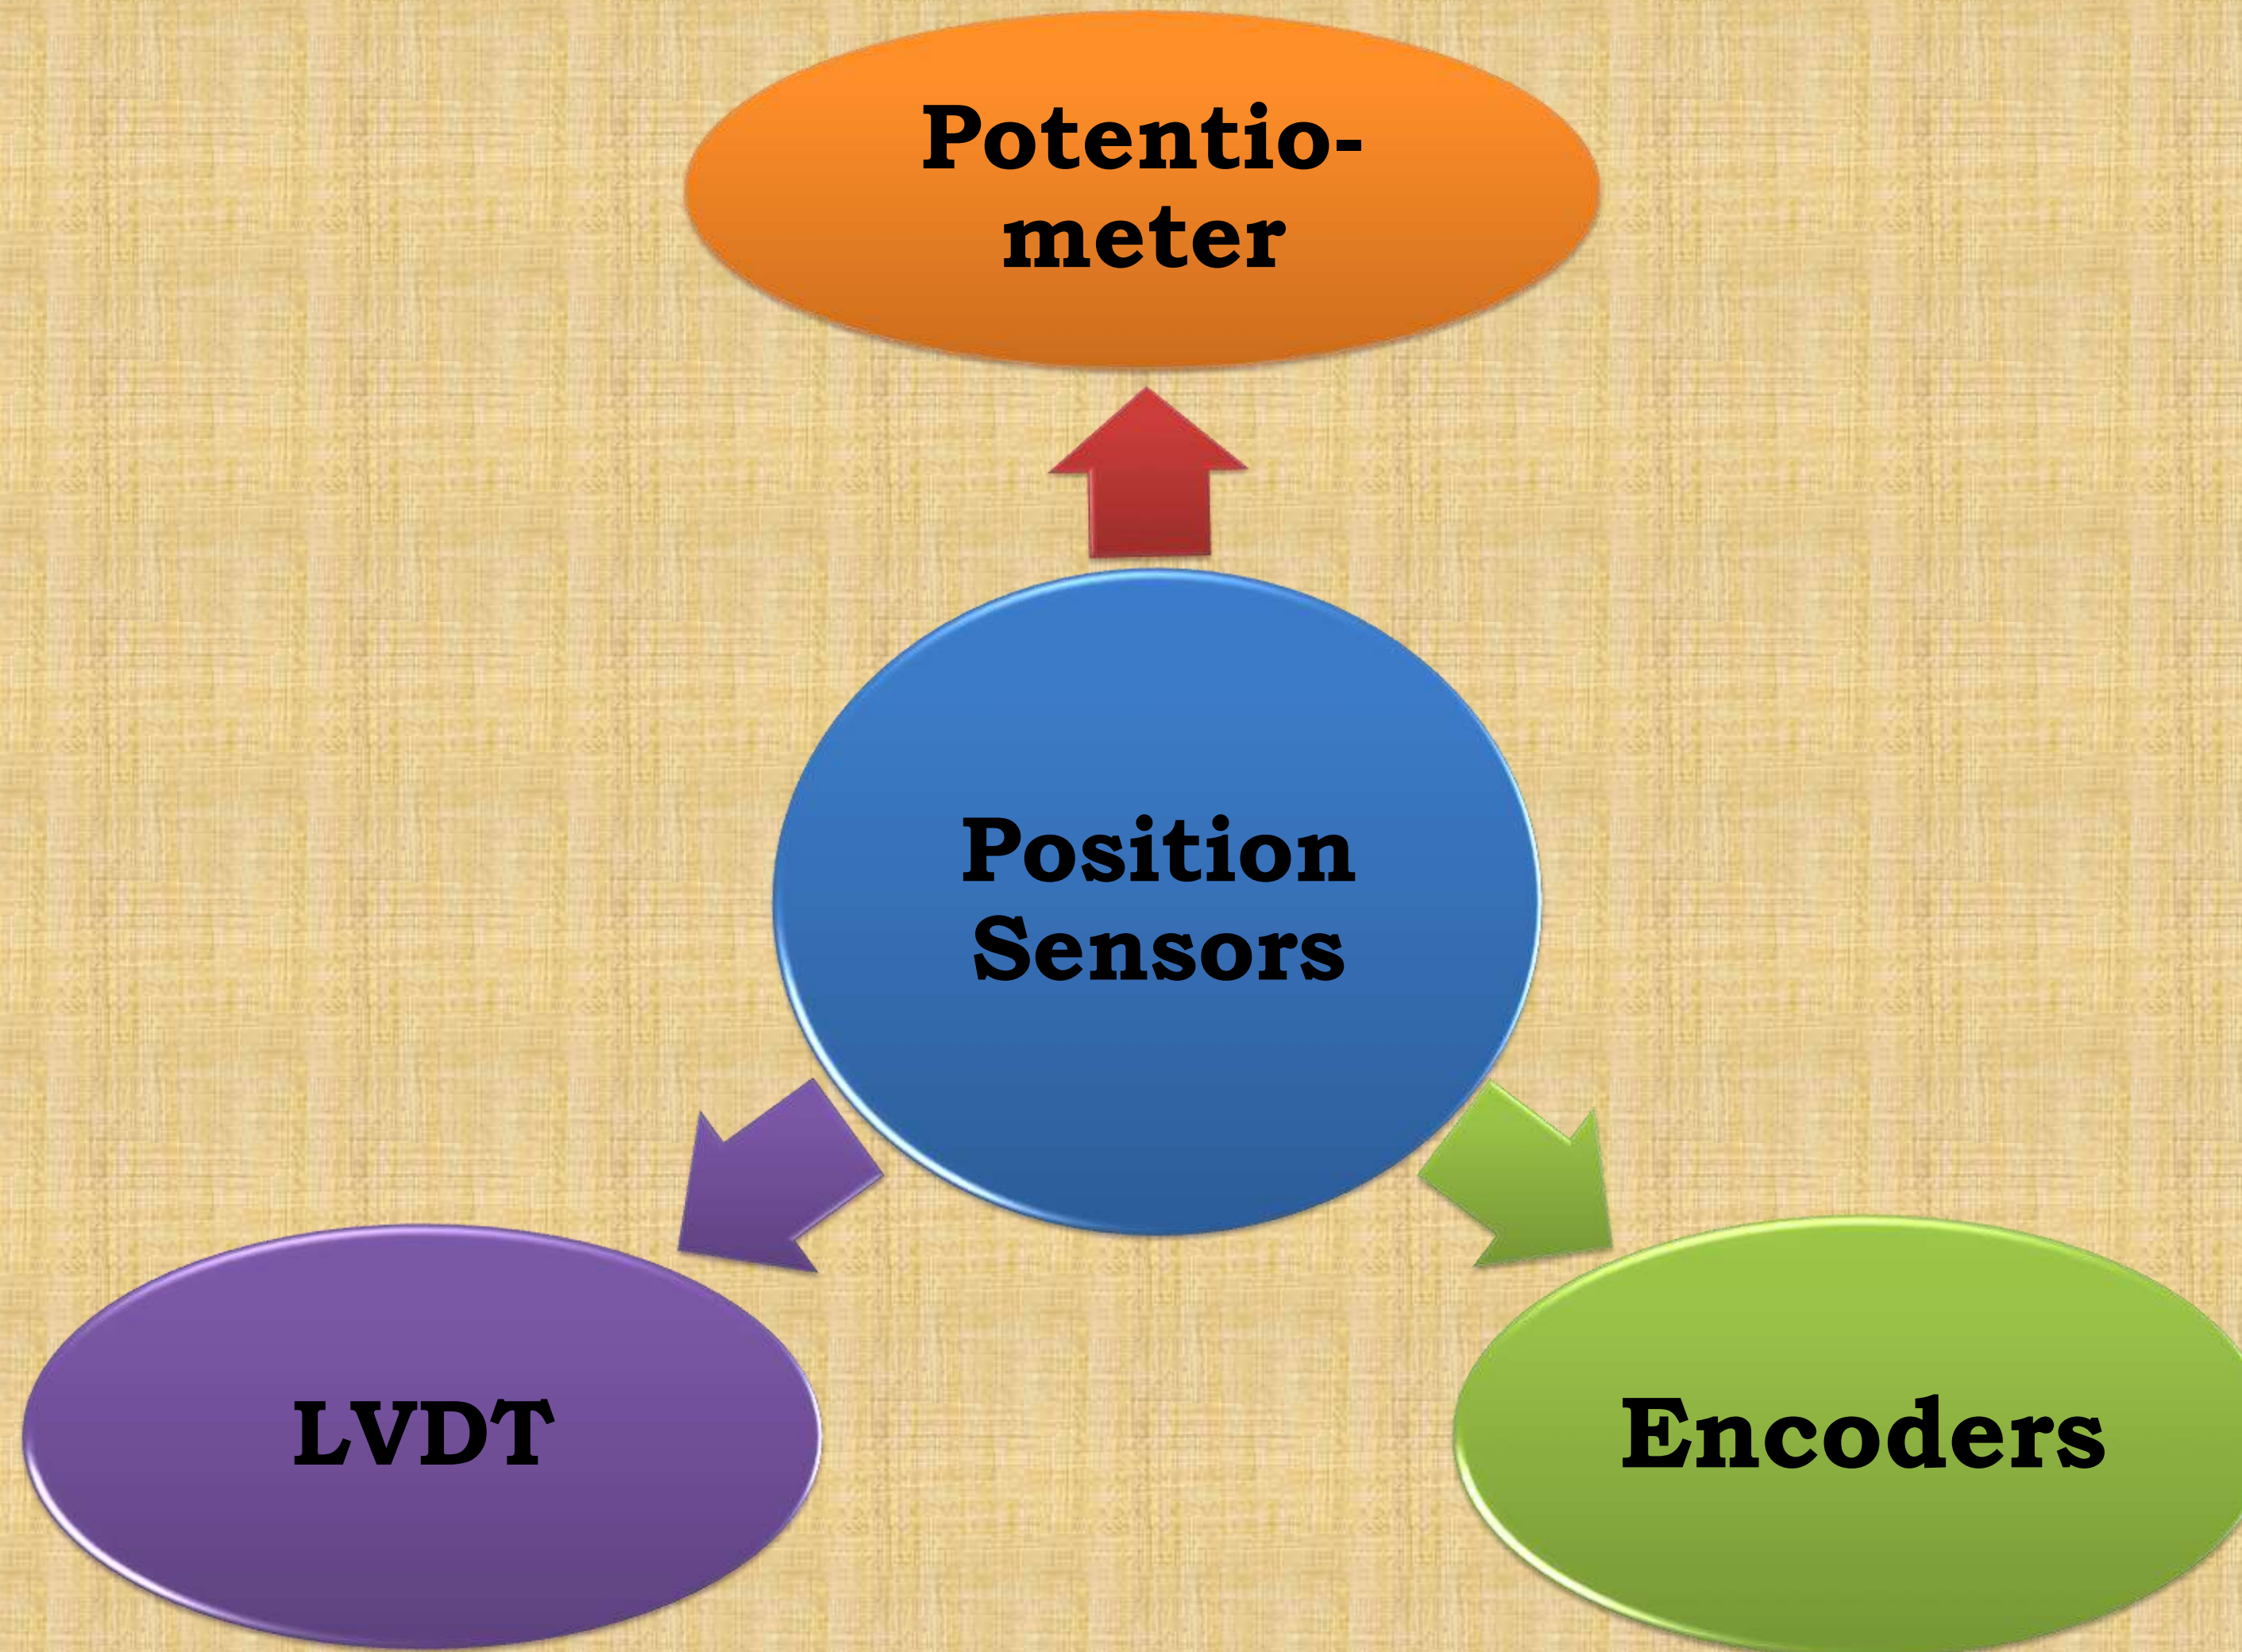 Potentio-
meter
Position
Sensors
LVDT
Encoders